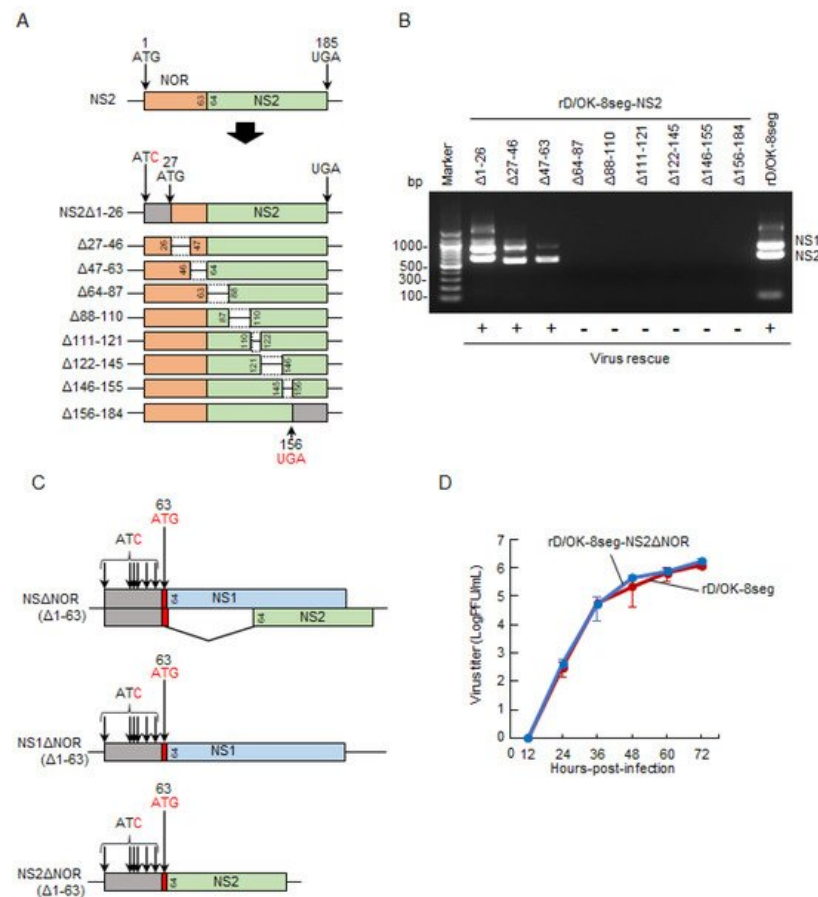 A
1
ATG
185
UGA
NOR
NS2
63
64
NS2
ATC
27
ATG
UGA
NS2Δ1-26
NS2
Δ27-46
26
47
Δ47-63
46
64
Δ64-87
63
88
Δ88-110
87
110
Δ111-121
110
122
Δ122-145
121
146
Δ146-155
145
156
Δ156-184
156
UGA
B
rD/OK-8seg-NS2
bp
Marker
Δ1-26
Δ27-46
Δ47-63
Δ64-87
Δ88-110
Δ111-121
Δ122-145
Δ146-155
Δ156-184
rD/OK-8seg
1000-
500-
300-
100-
NS1
NS2
+ + + - - - - - - +
Virus rescue
C
63
ATG
ATC
NSΔNOR
(Δ1-63)
64
NS1
64
NS2
63
ATG
ATC
NS1ΔNOR
(Δ1-63)
64
NS1
63
ATG
ATC
NS2ΔNOR
(Δ1-63)
64
NS2
D
Virus titer (LogPFU/mL)
7
6
5
4
3
2
1
0
rD/OK-8seg-NS2ΔNOR
rD/OK-8seg
0 12 24 36 48 60 72
Hours-post-infection